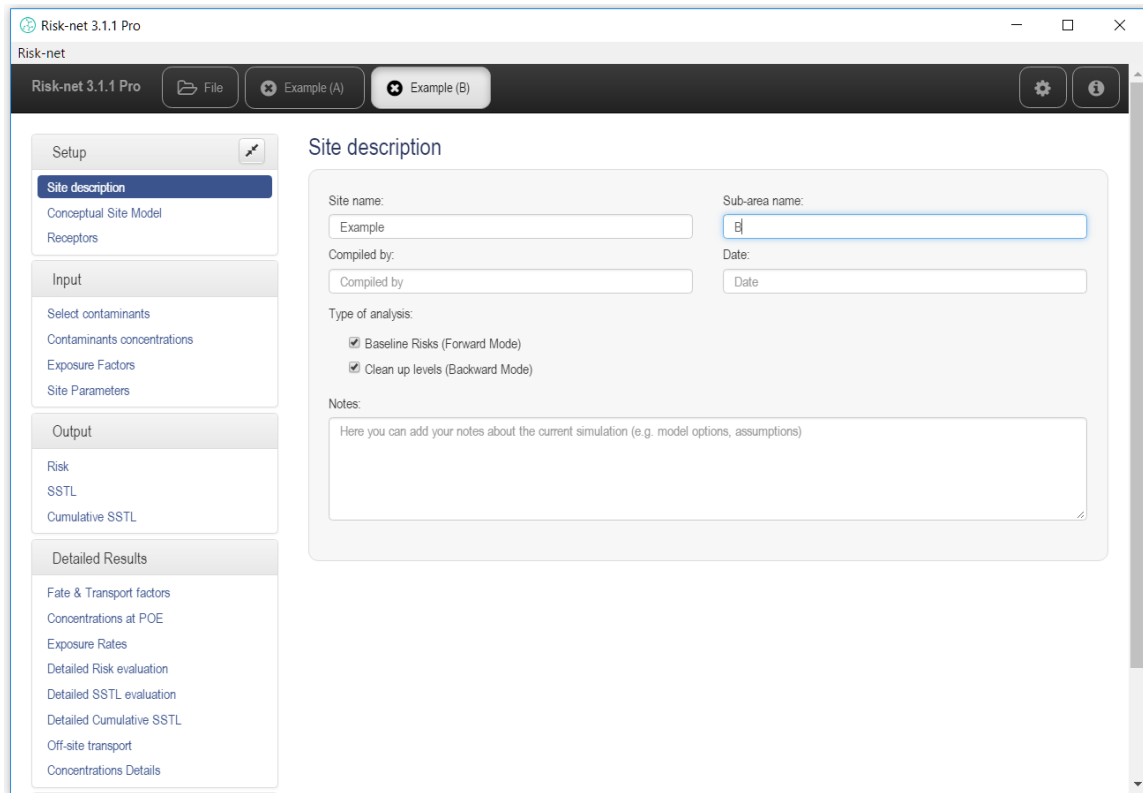 Risk-net 3.1.1 Pro
Risk-net
Risk-net 3.1.1 Pro File Example (A) Example (B)
Setup
Site description
Conceptual Site Model
Receptors
Input
Select contaminants
Contaminants concentrations
Exposure Factors
Site Parameters
Output
Risk
SSTL
Cumulative SSTL
Detailed Results
Fate & Transport factors
Concentrations at POE
Exposure Rates
Detailed Risk evaluation
Detailed SSTL evaluation
Detailed Cumulative SSTL
Off-site transport
Concentrations Details
Site description
Site name: Sub-area name:
Example B
Compiled by: Date:
Compiled by Date
Type of analysis:
Baseline Risks (Forward Mode)
Clean up levels (Backward Mode)
Notes:
Here you can add your notes about the current simulation (e.g. model options, assumptions)